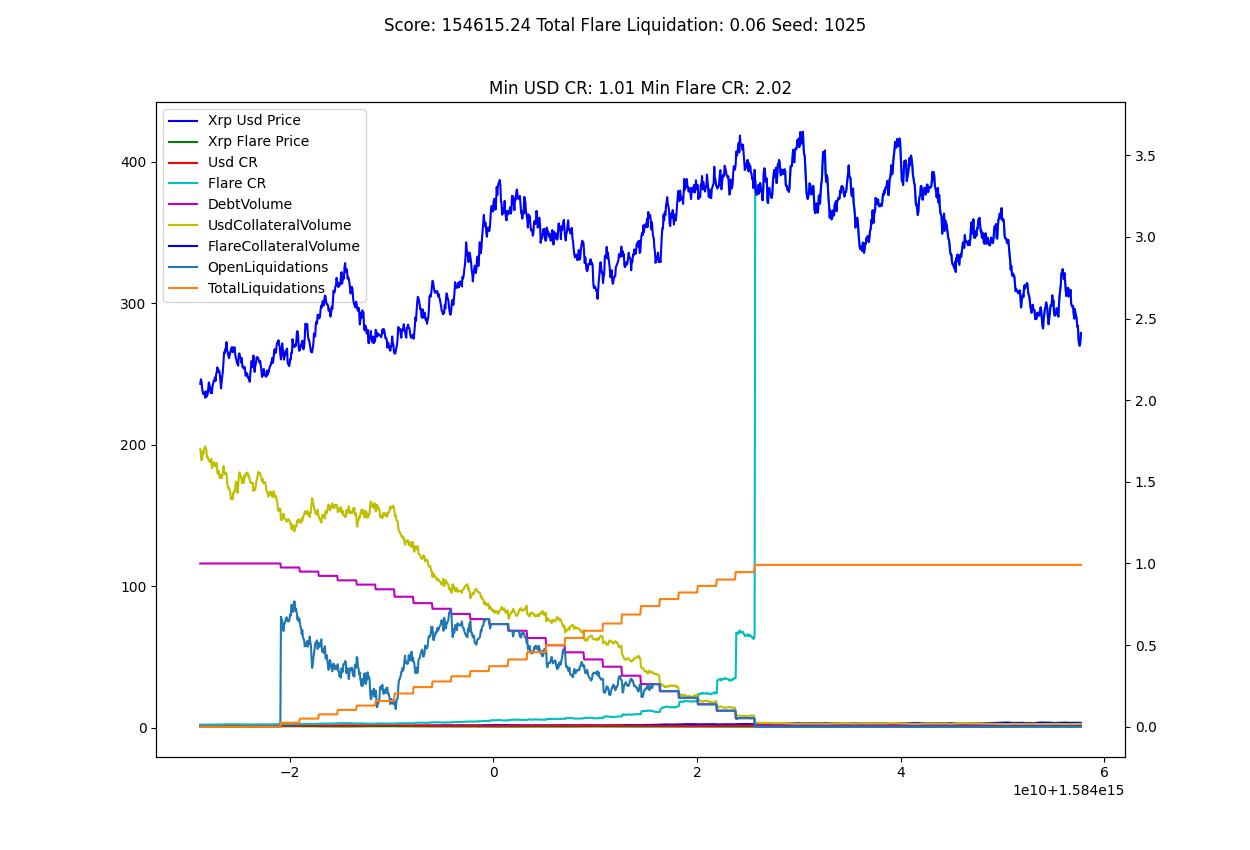 Score: 154615.24 Total Flare Liquidation: 0.06 Seed: 1025
Min USD CR: 1.01 Min Flare CR: 2.02
Xrp Usd Price
Xrp Flare Price
Usd CR
Flare CR
DebtVolume
UsdCollateralVolume
FlareCollateralVolume
OpenLiquidations
TotalLiquidations
400
300
200
100
0
3.5
3.0
2.5
2.0
1.5
1.0
0.5
0.0
−2
0
2
4
6
1e10+1.584e15